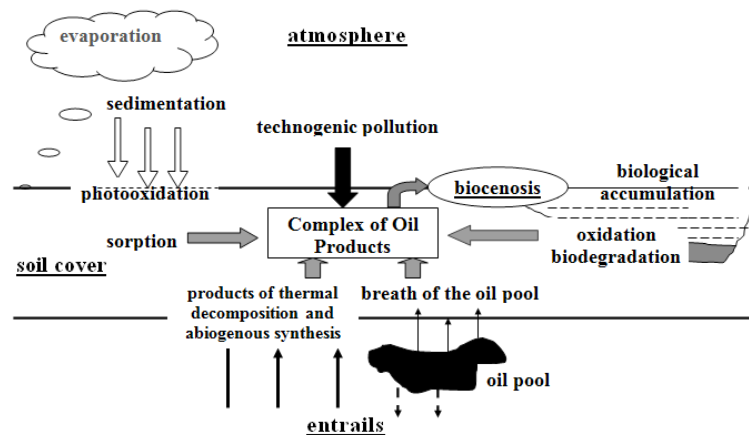 evaporation
atmosphere
sedimentation
technogenic pollution
photooxidation
biocenosis
biological
accumulation
Complex of Oil
Products
sorption
oxidation
biodegradation
soil cover
products of thermal
decomposition and
abiogenous synthesis
breath of the oil pool
oil pool
entrails